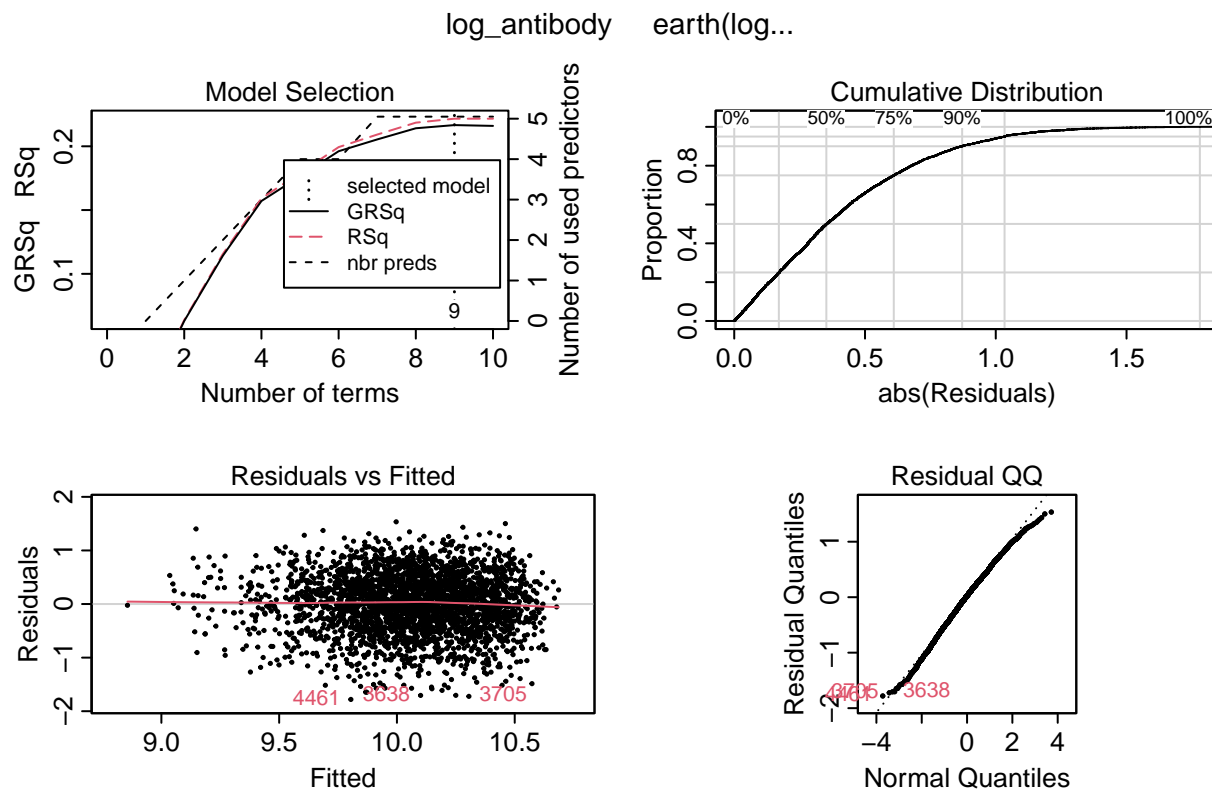 log_antibody earth(log...
Model Selection
GRSq RSq
0.1 0.2
Number of used predictors
0 1 2 3 4 5
selected model
GRSq
RSq
nbr preds
9
0 2 4 6 8 10
Number of terms
Cumulative Distribution
0% 50% 75% 90% 100%
Proportion
0.0 0.4 0.8
0.0 0.5 1.0 1.5
abs(Residuals)
Residuals vs Fitted
Residuals
−2 −1 0 1 2
4461 3638 3705
9.0 9.5 10.0 10.5
Fitted
Residual QQ
Residual Quantiles
−2 0 1
4461 3705 3638
−4 0 2 4
Normal Quantiles